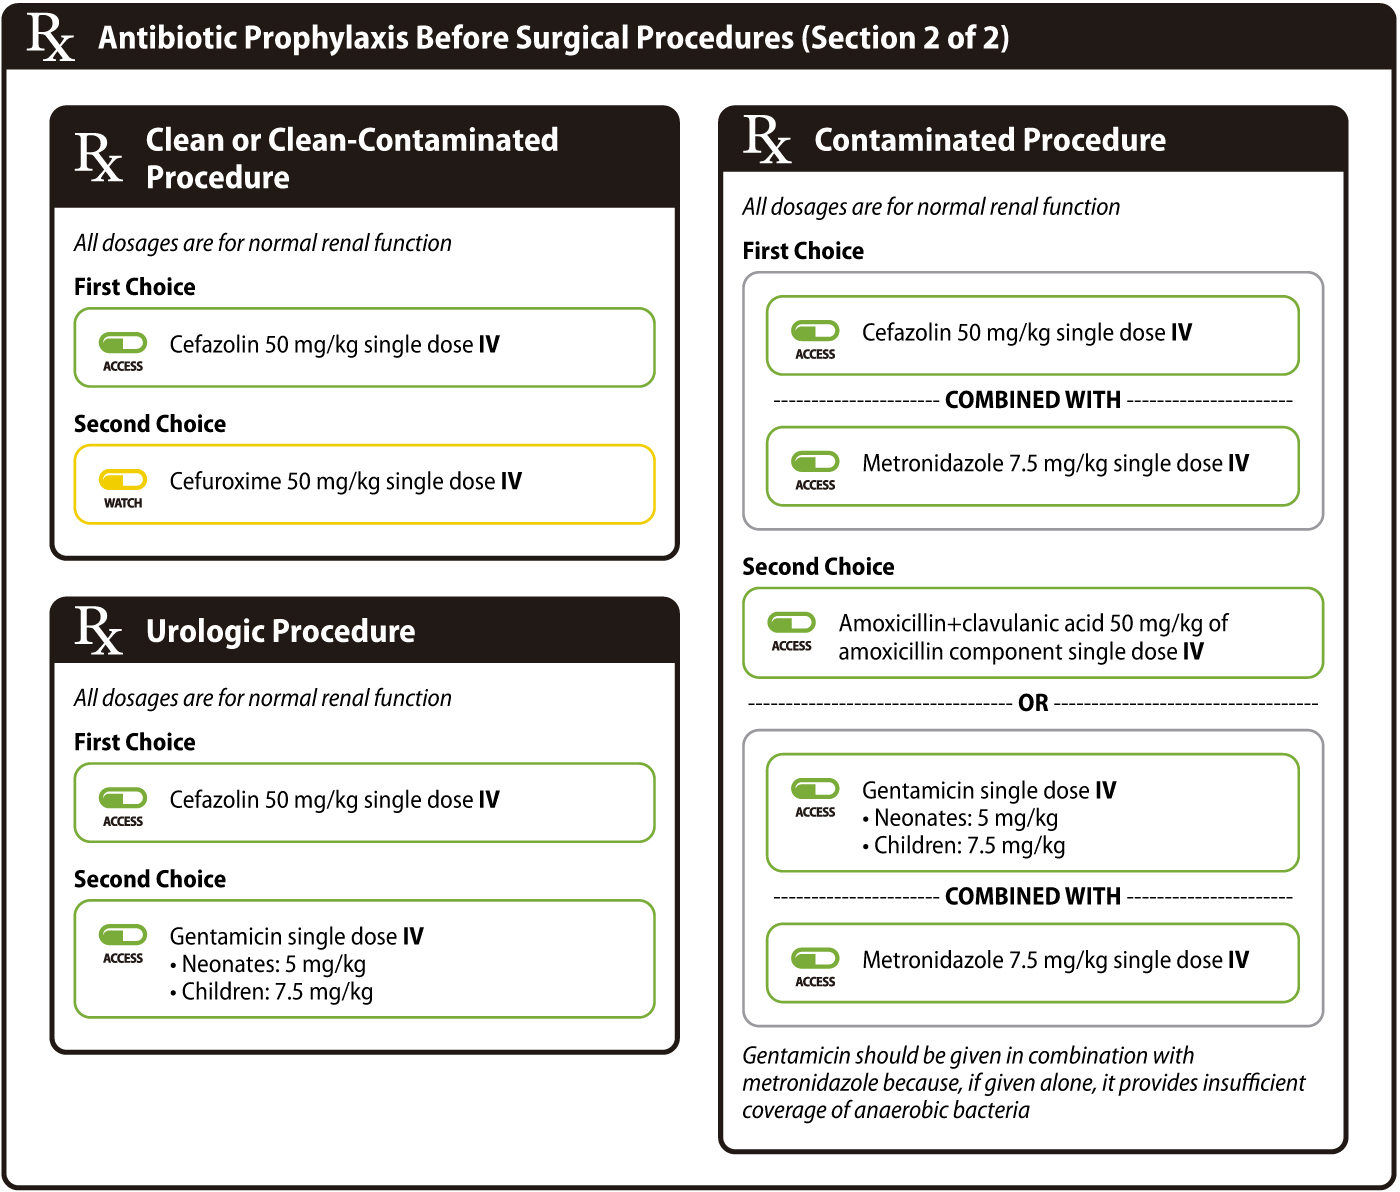 Rx Antibiotic Prophylaxis Before Surgical Procedures (Section 2 of 2)
Rx Clean or Clean-Contaminated
Procedure
All dosages are for normal renal function
First Choice
ACCESS Cefazolin 50 mg/kg single dose IV
Second Choice
WATCH Cefuroxime 50 mg/kg single dose IV
Rx Urologic Procedure
All dosages are for normal renal function
First Choice
ACCESS Cefazolin 50 mg/kg single dose IV
Second Choice
ACCESS Gentamicin single dose IV
• Neonates: 5 mg/kg
• Children: 7.5 mg/kg
Rx Contaminated Procedure
All dosages are for normal renal function
First Choice
ACCESS Cefazolin 50 mg/kg single dose IV
COMBINED WITH
ACCESS Metronidazole 7.5 mg/kg single dose IV
Second Choice
ACCESS Amoxicillin+clavulanic acid 50 mg/kg of
amoxicillin component single dose IV
OR
ACCESS Gentamicin single dose IV
• Neonates: 5 mg/kg
• Children: 7.5 mg/kg
COMBINED WITH
ACCESS Metronidazole 7.5 mg/kg single dose IV
Gentamicin should be given in combination with
metronidazole because, if given alone, it provides insufficient
coverage of anaerobic bacteria